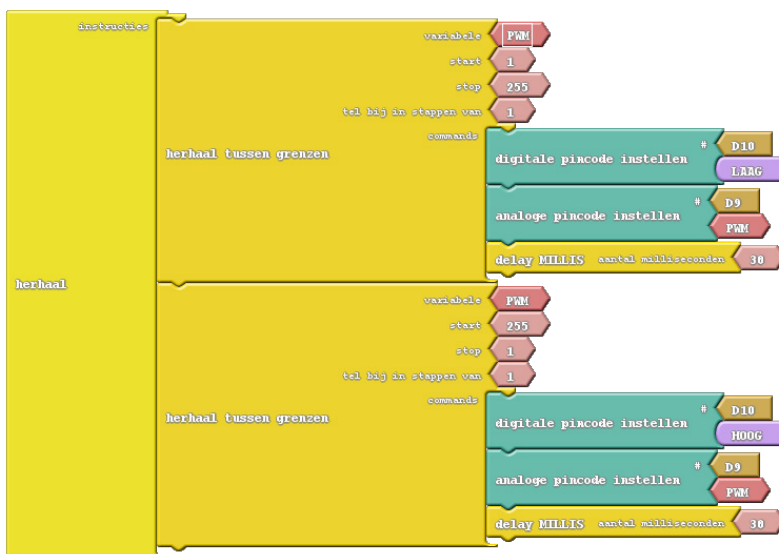 instructies
variabele PWM
start 1
stop 255
tel bij in stappen van 1
commands
herhaal tussen grenzen
# D10
digitale pincode instellen
LAAG
# D9
analoge pincode instellen
PWM
delay MILLIS aantal milliseconden 30
herhaal
variabele PWM
start 255
stop 1
tel bij in stappen van 1
commands
herhaal tussen grenzen
# D10
digitale pincode instellen
HOOG
# D9
analoge pincode instellen
PWM
delay MILLIS aantal milliseconden 30